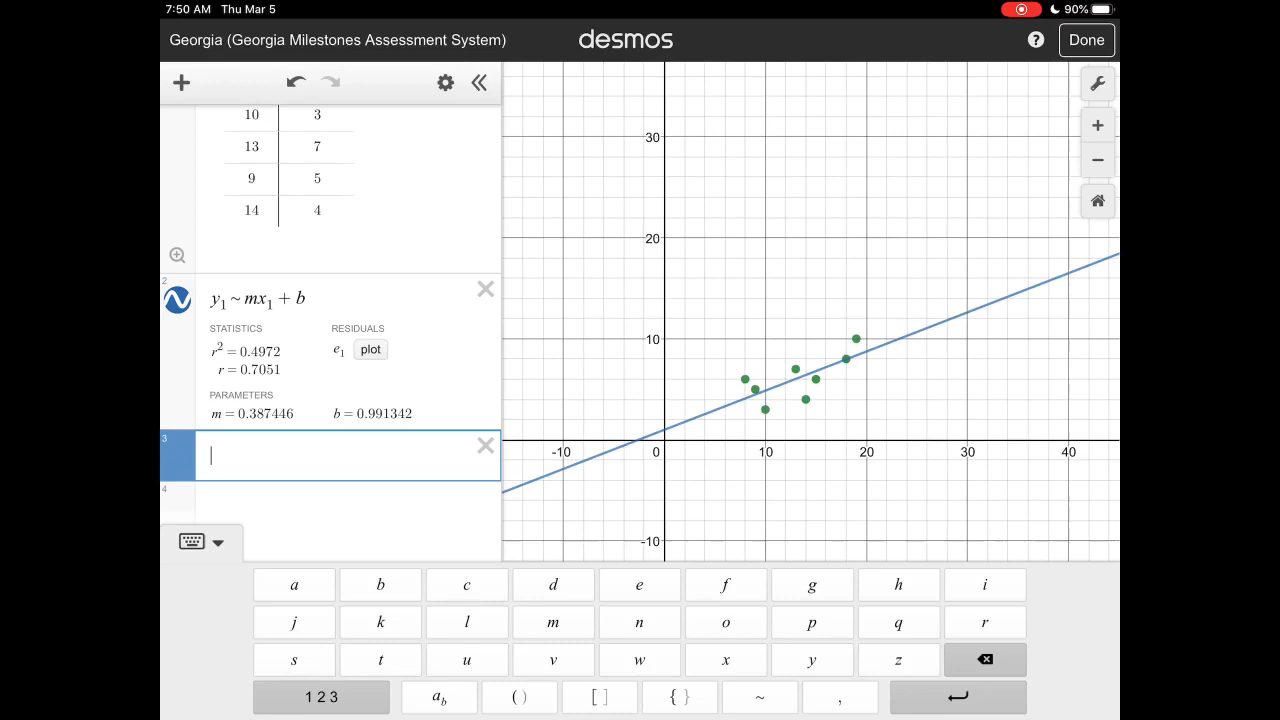 7:50 AM Thu Mar 5
90%
Georgia (Georgia Milestones Assessment System)
desmos
? Done
10 3
13 7
9 5
14 4
2
y₁ ~ mx₁ + b
STATISTICS RESIDUALS
r² = 0.4972
r = 0.7051
e₁ plot
PARAMETERS
m = 0.387446 b = 0.991342
3
4
30
20
10
-10 0 10 20 30 40
-10
a b c d e f g h i
j k l m n o p q r
s t u v w x y z
1 2 3 a_b ( ) [ ] { } ~ ,